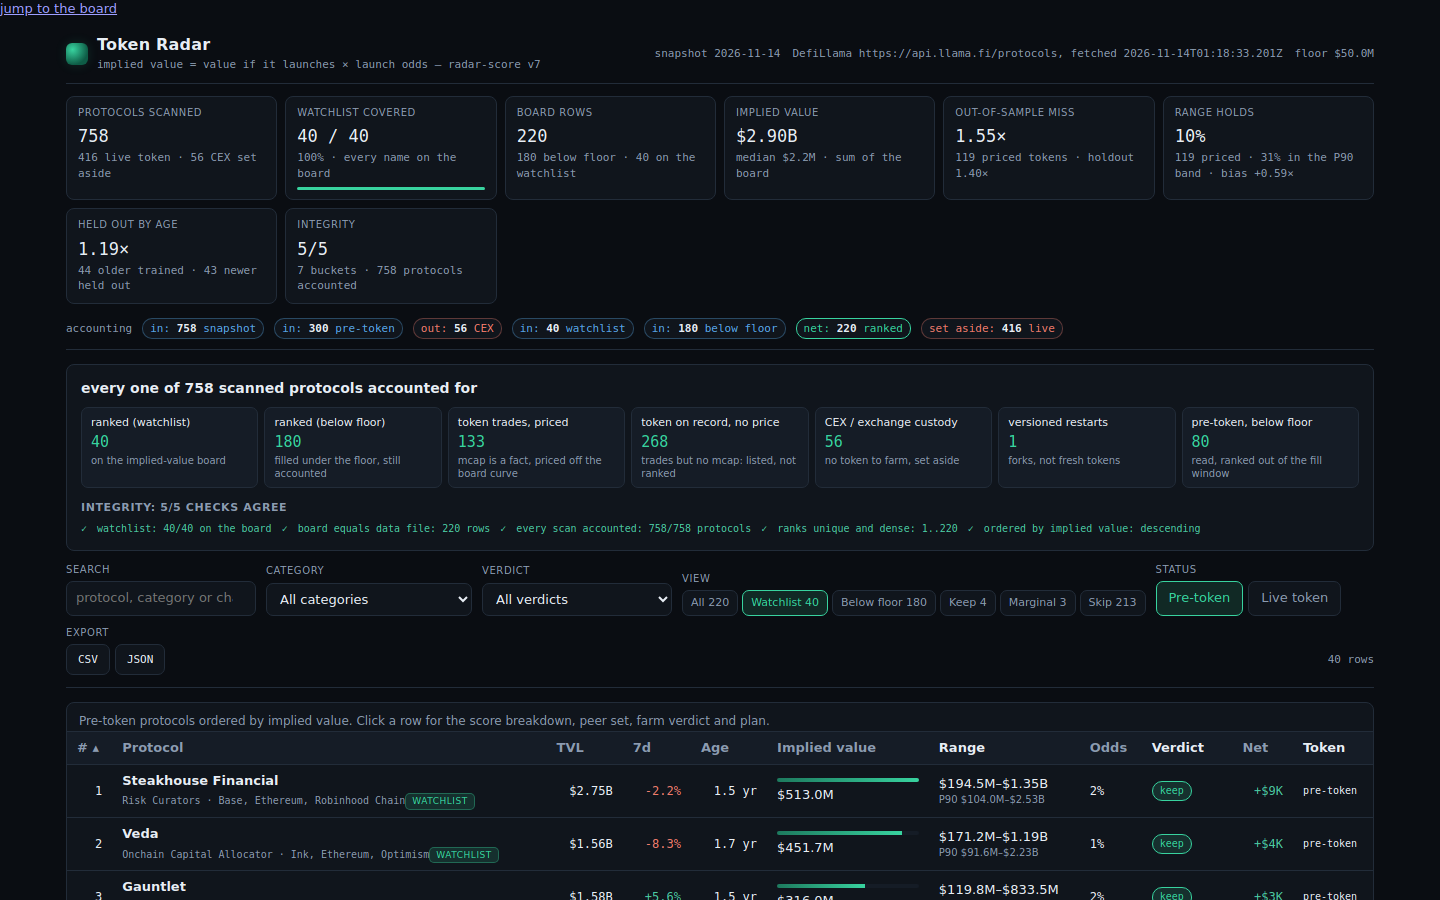 jump to the board
Token Radar
implied value = value if it launches × launch odds — radar-score v7
snapshot 2026-11-14 DefiLlama https://api.llama.fi/protocols, fetched 2026-11-14T01:18:33.201Z floor $50.0M
PROTOCOLS SCANNED
758
416 live token · 56 CEX set
aside
WATCHLIST COVERED
40 / 40
100% · every name on the
board
BOARD ROWS
220
180 below floor · 40 on the
watchlist
IMPLIED VALUE
$2.90B
median $2.2M · sum of the
board
OUT-OF-SAMPLE MISS
1.55×
119 priced tokens · holdout
1.40×
RANGE HOLDS
10%
119 priced · 31% in the P90
band · bias +0.59×
HELD OUT BY AGE
1.19×
44 older trained · 43 newer
held out
INTEGRITY
5/5
7 buckets · 758 protocols
accounted
accounting in: 758 snapshot in: 300 pre-token out: 56 CEX in: 40 watchlist in: 180 below floor net: 220 ranked set aside: 416 live
every one of 758 scanned protocols accounted for
ranked (watchlist)
40
on the implied-value board
ranked (below floor)
180
filled under the floor, still
accounted
token trades, priced
133
mcap is a fact, priced off the
board curve
token on record, no price
268
trades but no mcap: listed, not
ranked
CEX / exchange custody
56
no token to farm, set aside
versioned restarts
1
forks, not fresh tokens
pre-token, below floor
80
read, ranked out of the fill
window
INTEGRITY: 5/5 CHECKS AGREE
✓ watchlist: 40/40 on the board ✓ board equals data file: 220 rows ✓ every scan accounted: 758/758 protocols ✓ ranks unique and dense: 1..220 ✓ ordered by implied value: descending
SEARCH
protocol, category or ch
CATEGORY
All categories
VERDICT
All verdicts
VIEW
All 220 Watchlist 40 Below floor 180 Keep 4 Marginal 3 Skip 213
STATUS
Pre-token Live token
EXPORT
CSV JSON
40 rows
Pre-token protocols ordered by implied value. Click a row for the score breakdown, peer set, farm verdict and plan.
# ▲ Protocol TVL 7d Age Implied value Range Odds Verdict Net Token
1 Steakhouse Financial $2.75B -2.2% 1.5 yr $513.0M $194.5M–$1.35B 2% keep +$9K pre-token
Risk Curators · Base, Ethereum, Robinhood Chain WATCHLIST P90 $104.0M–$2.53B
2 Veda $1.56B -8.3% 1.7 yr $451.7M $171.2M–$1.19B 1% keep +$4K pre-token
Onchain Capital Allocator · Ink, Ethereum, Optimism WATCHLIST P90 $91.6M–$2.23B
3 Gauntlet $1.58B +5.6% 1.5 yr $316.0M $119.8M–$833.5M 2% keep +$3K pre-token